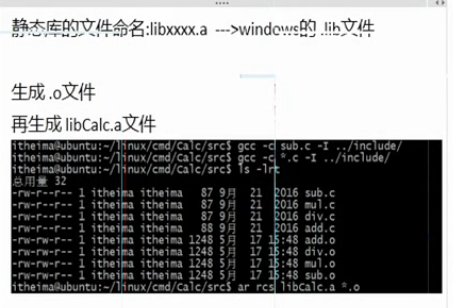 静态库的文件命名:libxxxx.a --->windows的 .lib文件
生成 .o文件
再生成 libCalc.a文件
itheima@ubuntu:~/linux/cmd/Calc/src$ gcc -c sub.c -I ../include/
itheima@ubuntu:~/linux/cmd/Calc/src$ gcc -c *.c -I ../include/
itheima@ubuntu:~/linux/cmd/Calc/src$ ls -lrt
总用量 32
-rw-r--r-- 1 itheima itheima 87 9月 21 2016 sub.c
-rw-r--r-- 1 itheima itheima 87 9月 21 2016 mul.c
-rw-r--r-- 1 itheima itheima 87 9月 21 2016 div.c
-rw-r--r-- 1 itheima itheima 88 9月 21 2016 add.c
-rw-rw-r-- 1 itheima itheima 1248 5月 17 15:48 add.o
-rw-rw-r-- 1 itheima itheima 1248 5月 17 15:48 div.o
-rw-rw-r-- 1 itheima itheima 1248 5月 17 15:48 mul.o
-rw-rw-r-- 1 itheima itheima 1248 5月 17 15:48 sub.o
itheima@ubuntu:~/linux/cmd/Calc/src$ ar rcs libCalc.a *.o